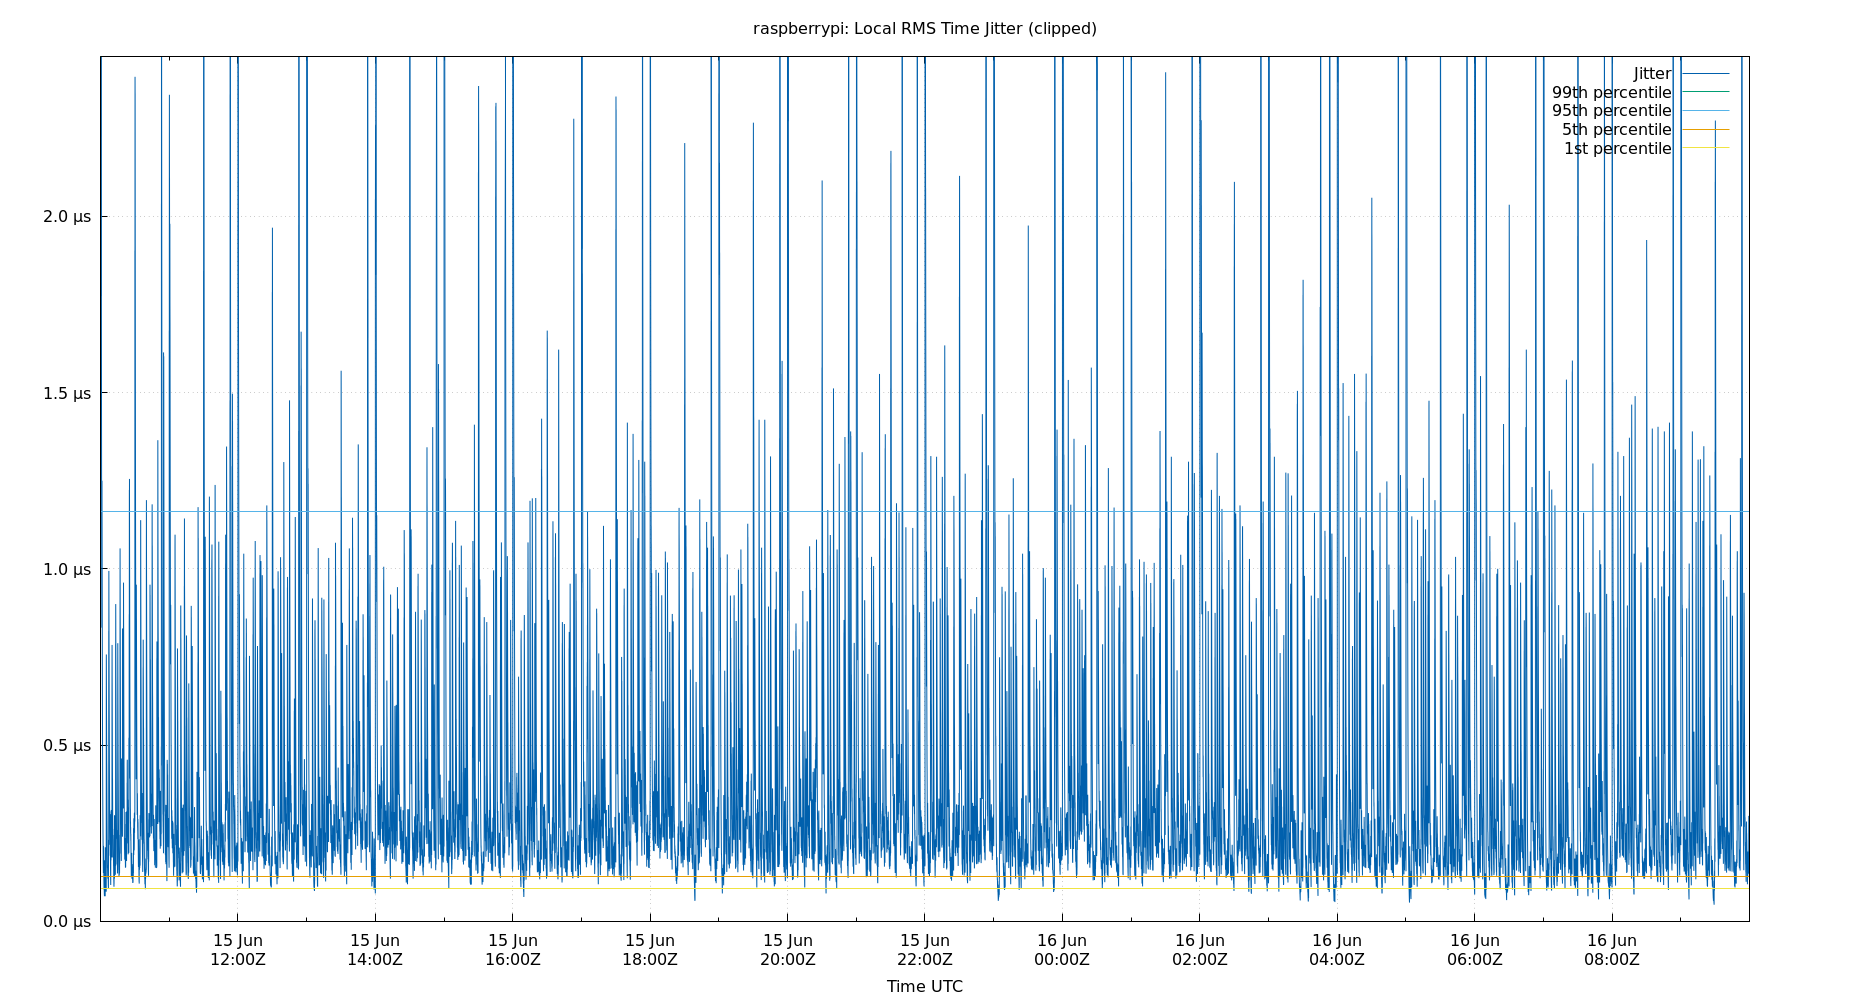 raspberrypi: Local RMS Time Jitter (clipped)
Jitter
99th percentile
95th percentile
5th percentile
1st percentile
2.0 µs
1.5 µs
1.0 µs
0.5 µs
0.0 µs
15 Jun 15 Jun 15 Jun 15 Jun 15 Jun 15 Jun 16 Jun 16 Jun 16 Jun 16 Jun 16 Jun
12:00Z 14:00Z 16:00Z 18:00Z 20:00Z 22:00Z 00:00Z 02:00Z 04:00Z 06:00Z 08:00Z
Time UTC